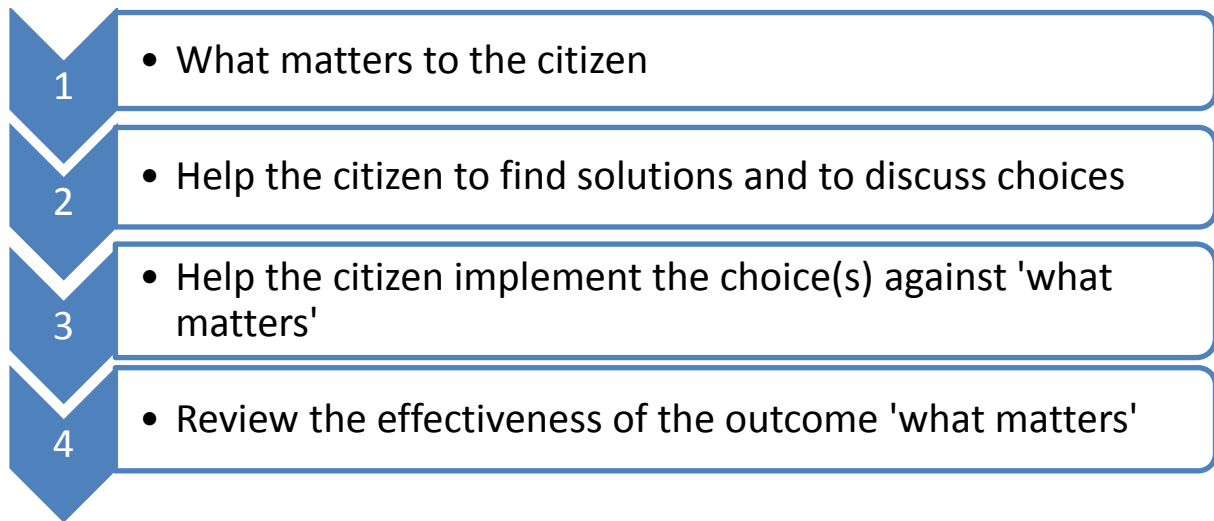 1
• What matters to the citizen
2
• Help the citizen to find solutions and to discuss choices
3
• Help the citizen implement the choice(s) against 'what
matters'
4
• Review the effectiveness of the outcome 'what matters'